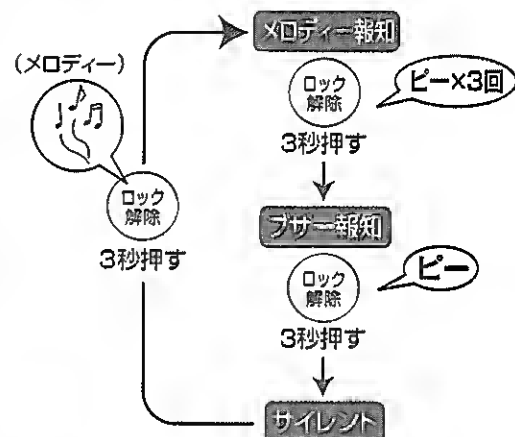 メロディー報知
(メロディー)
ロック
解除
ピー×3回
3秒押す
ロック
解除
3秒押す
ブザー報知
ロック
解除
ピー
3秒押す
サイレント